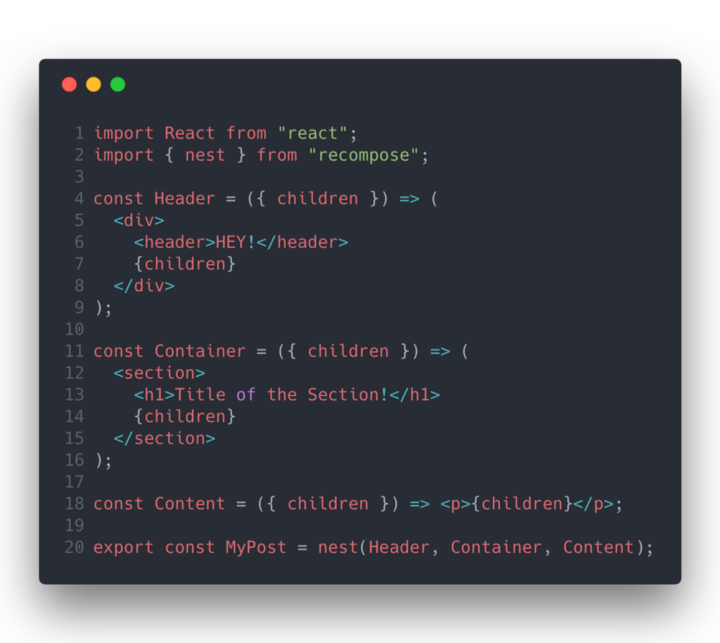 1 import React from "react";
2 import { nest } from "recompose";
3
4 const Header = ({ children }) => (
5   <div>
6     <header>HEY!</header>
7     {children}
8   </div>
9 );
10
11 const Container = ({ children }) => (
12   <section>
13     <h1>Title of the Section!</h1>
14     {children}
15   </section>
16 );
17
18 const Content = ({ children }) => <p>{children}</p>;
19
20 export const MyPost = nest(Header, Container, Content);